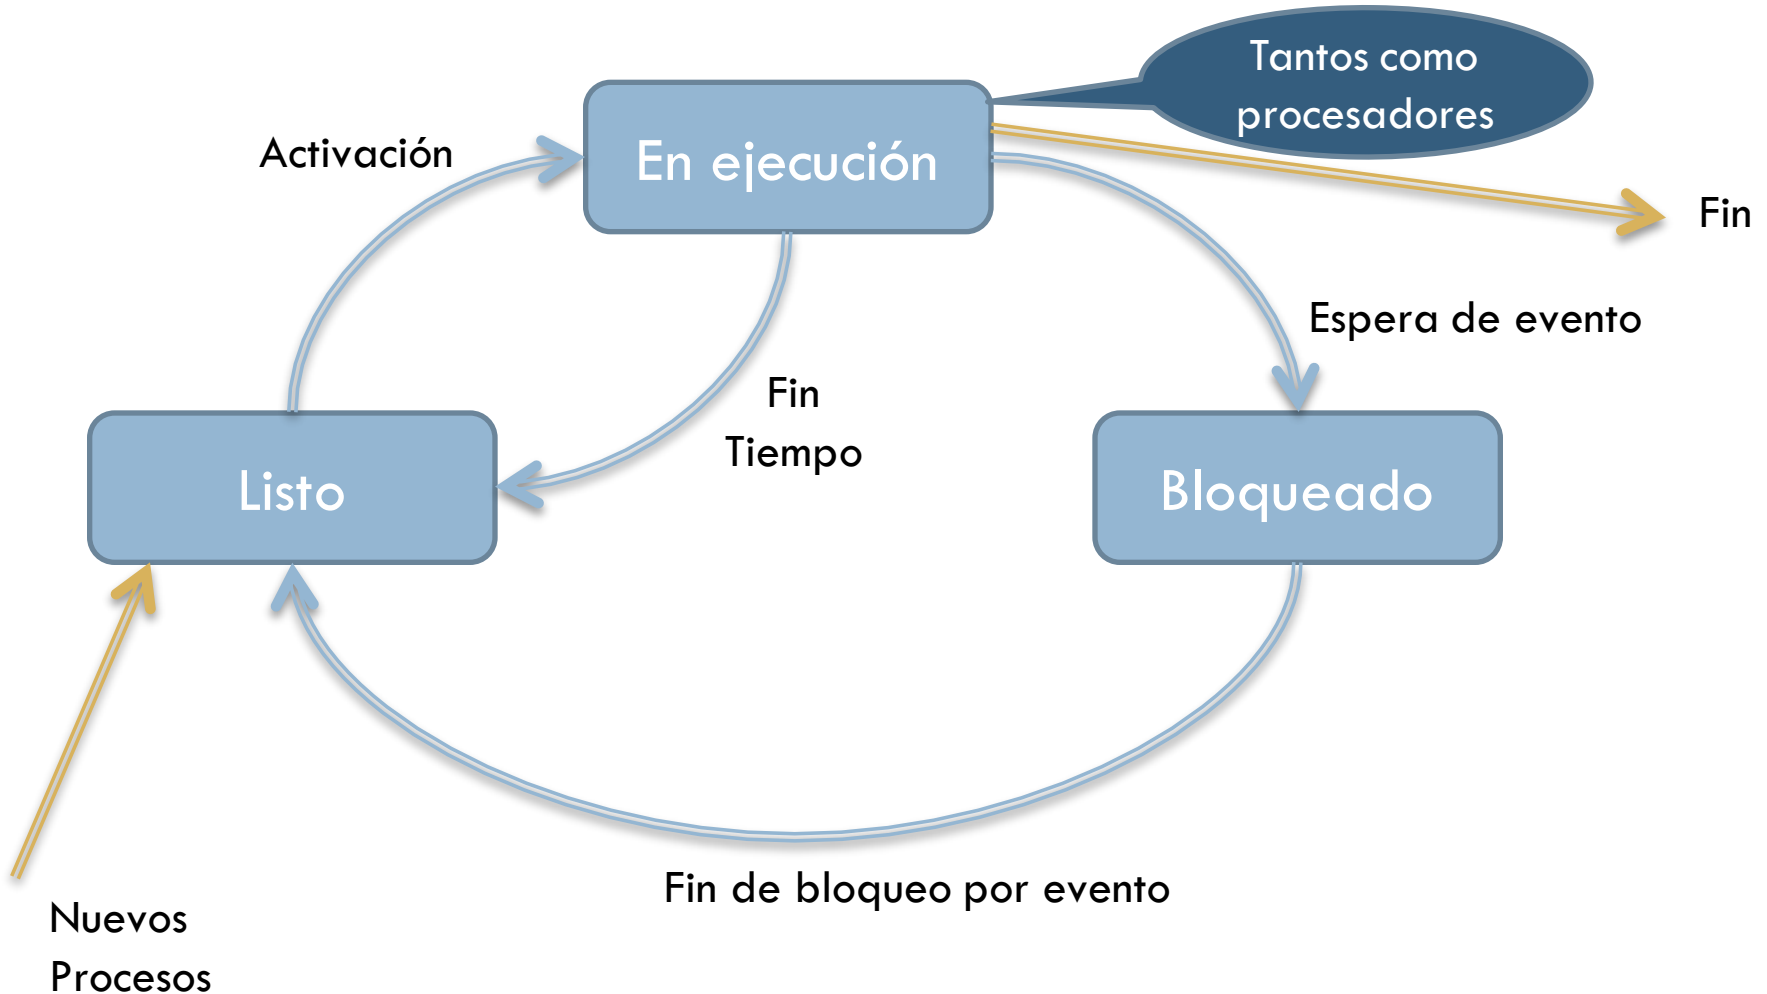 Tantos como
procesadores
Activación
En ejecución
Fin
Espera de evento
Fin
Tiempo
Listo
Bloqueado
Fin de bloqueo por evento
Nuevos
Procesos